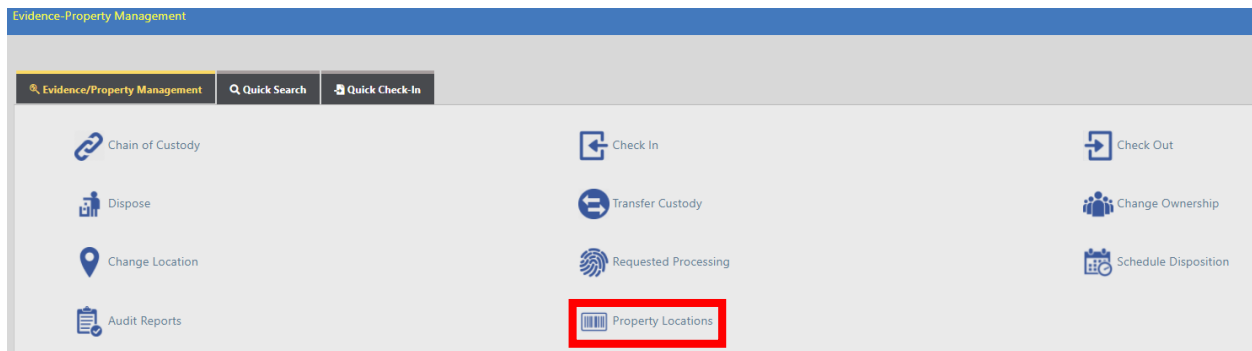 Evidence-Property Management
Evidence/Property Management Quick Search Quick Check-In
Chain of Custody Check In Check Out
Dispose Transfer Custody Change Ownership
Change Location Requested Processing Schedule Disposition
Audit Reports Property Locations